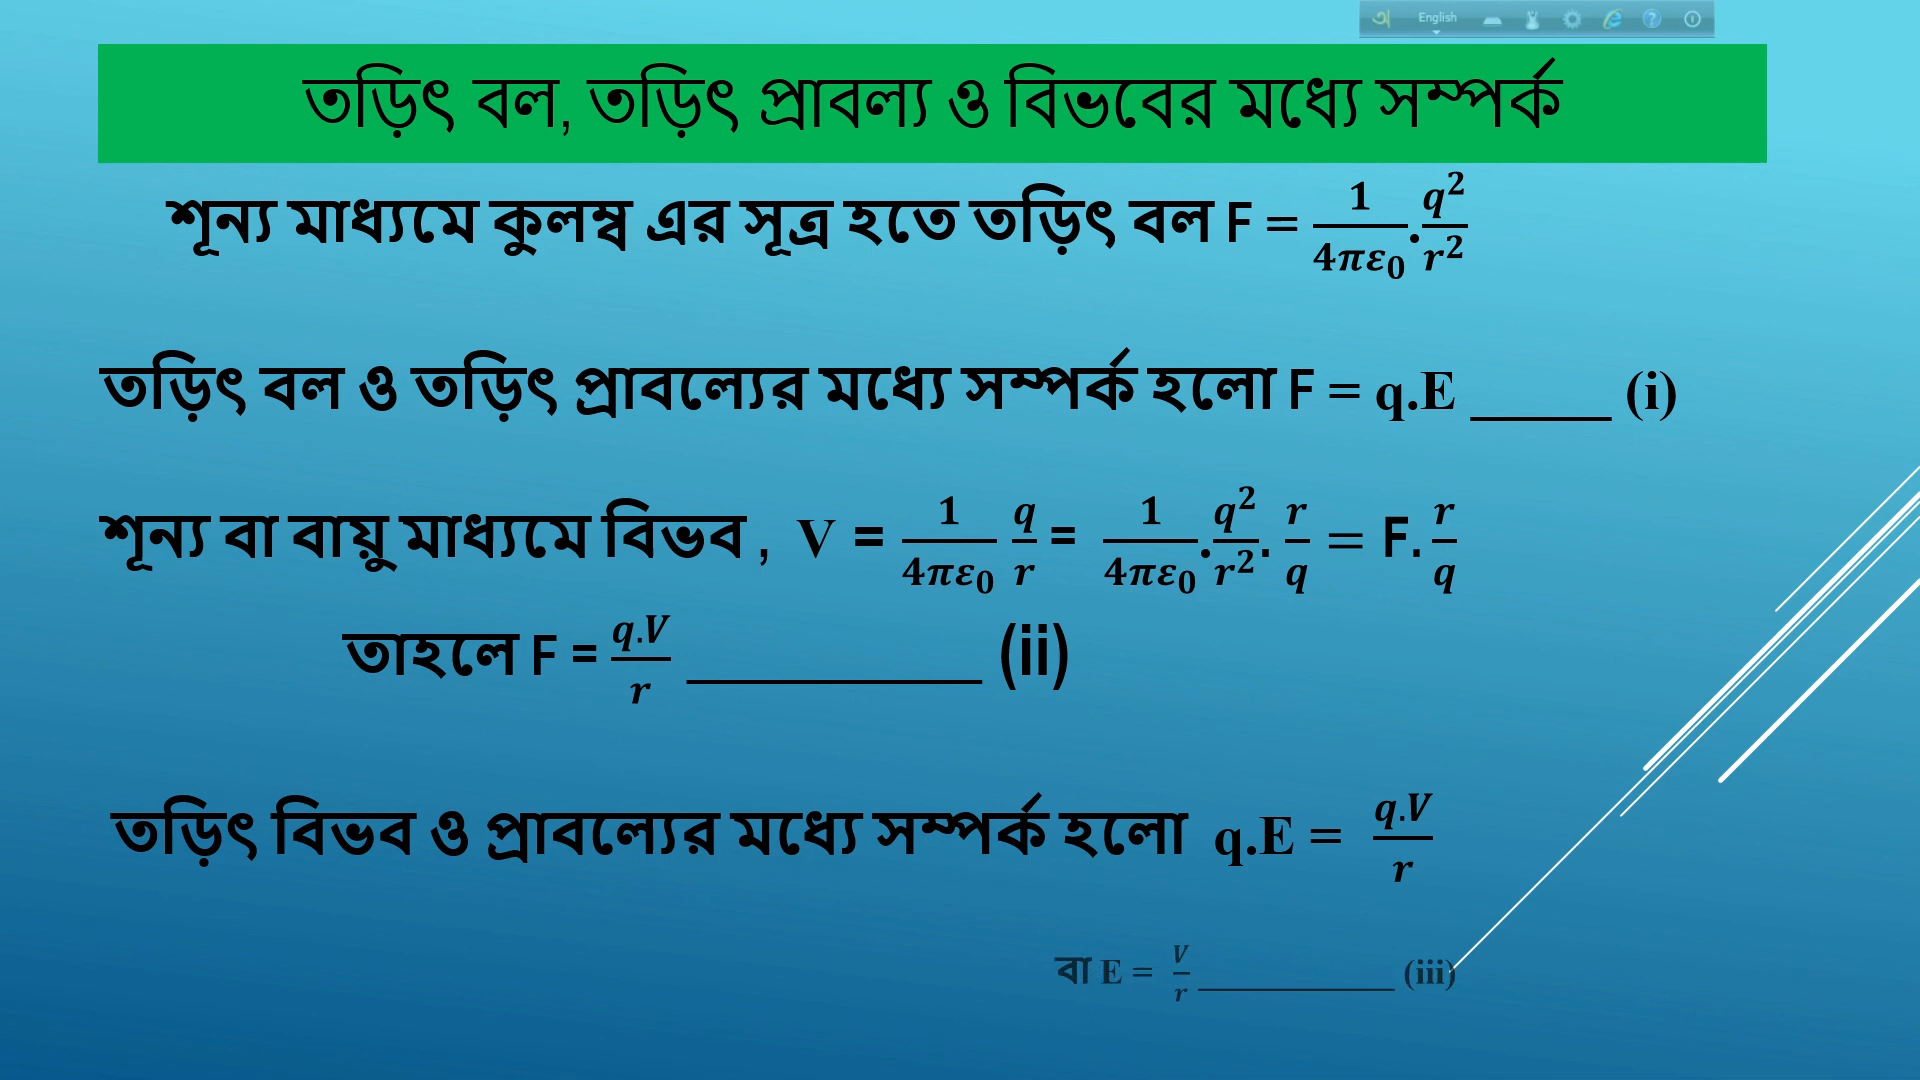 English
তড়িৎ বল, তড়িৎ প্রাবল্য ও বিভবের মধ্যে সম্পর্ক
শূন্য মাধ্যমে কুলম্ব এর সূত্র হতে তড়িৎ বল F = 1/4πε₀ . q²/r²
তড়িৎ বল ও তড়িৎ প্রাবল্যের মধ্যে সম্পর্ক হলো F = q.E _____ (i)
শূন্য বা বায়ু মাধ্যমে বিভব , V = 1/4πε₀ q/r = 1/4πε₀ . q²/r² . r/q = F. r/q
তাহলে F = q.V/r __________ (ii)
তড়িৎ বিভব ও প্রাবল্যের মধ্যে সম্পর্ক হলো q.E = q.V/r
বা E = V/r ___________ (iii)